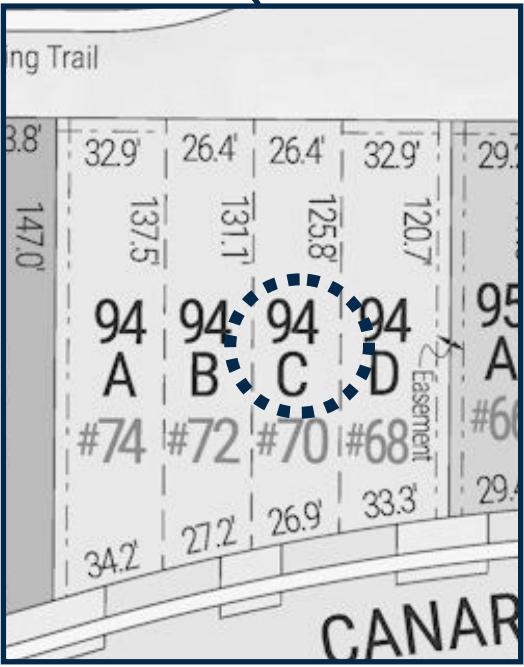 ing Trail
32.9'
26.4'
26.4'
32.9'
147.0'
137.5'
131.1'
125.8'
120.7'
94
A
#74
94
B
#72
94
C
#70
94
D
#68
95
A
Easement
34.2'
27.2'
26.9'
33.3'
CANAR